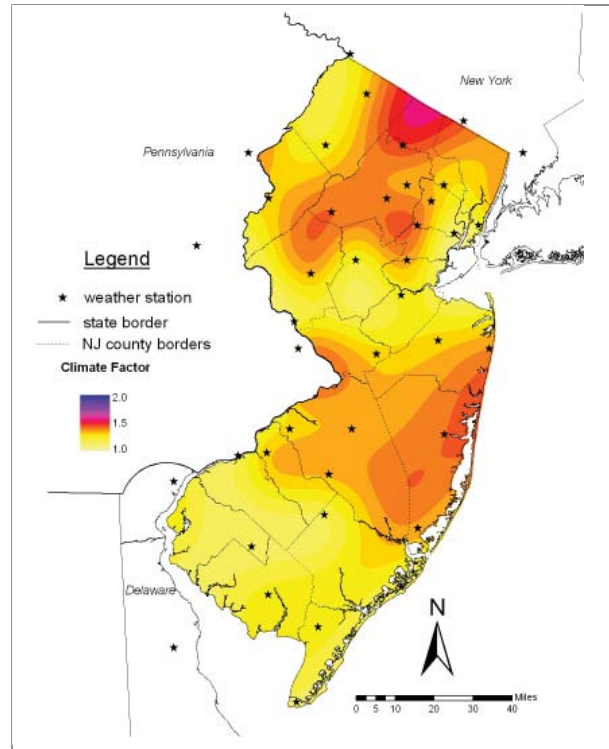 New York
Pennsylvania
Legend
weather station
state border
NJ county borders
Climate Factor
2.0
1.5
1.0
Delaware
N
Miles
0 5 10 20 30 40